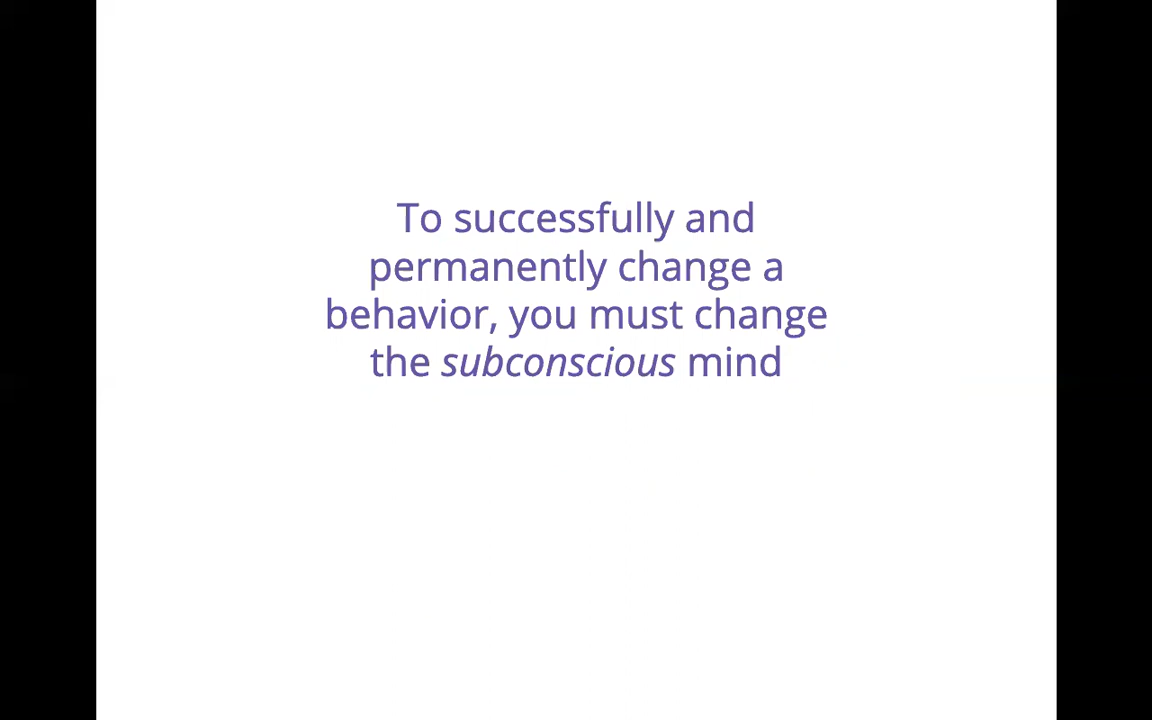 To successfully and
permanently change a
behavior, you must change
the subconscious mind